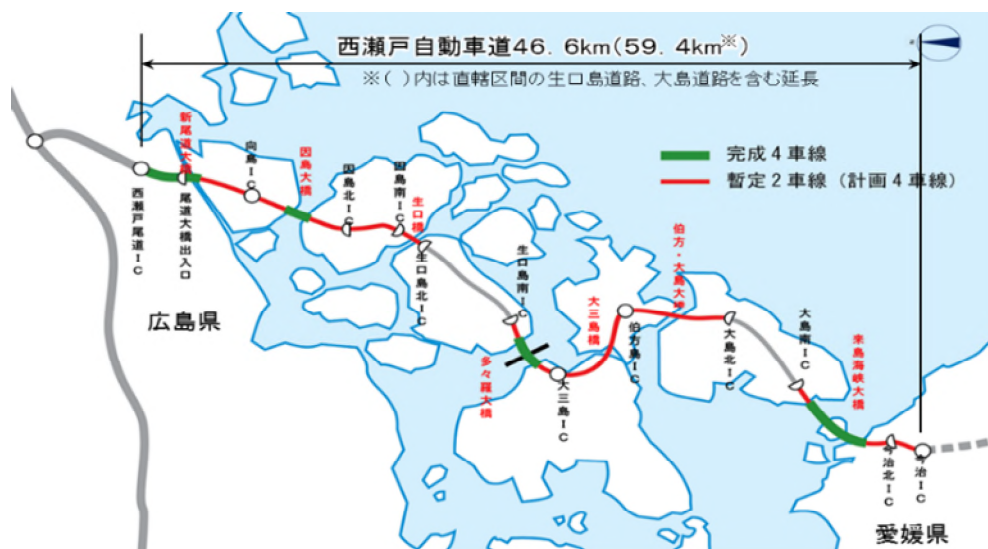 西瀬戸自動車道46.6km(59.4km※)
※( )内は直轄区間の生口島道路、大島道路を含む延長
完成4車線
暫定2車線(計画4車線)
西瀬戸尾道IC
新尾道大橋
尾道大橋出入口
向島IC
因島大橋
因島北IC
因島南IC
生口橋
生口島北IC
生口島南IC
多々羅大橋
大三島IC
大三島橋
伯方島IC
伯方・大島大橋
大島北IC
大島南IC
来島海峡大橋
今治北IC
今治IC
広島県
愛媛県